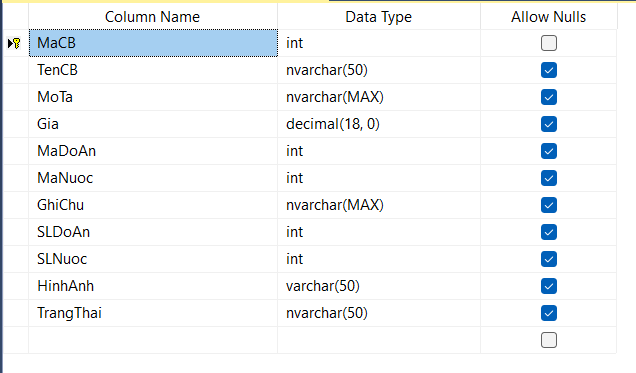 Column Name Data Type Allow Nulls
MaCB int
TenCB nvarchar(50)
MoTa nvarchar(MAX)
Gia decimal(18, 0)
MaDoAn int
MaNuoc int
GhiChu nvarchar(MAX)
SLDoAn int
SLNuoc int
HinhAnh varchar(50)
TrangThai nvarchar(50)